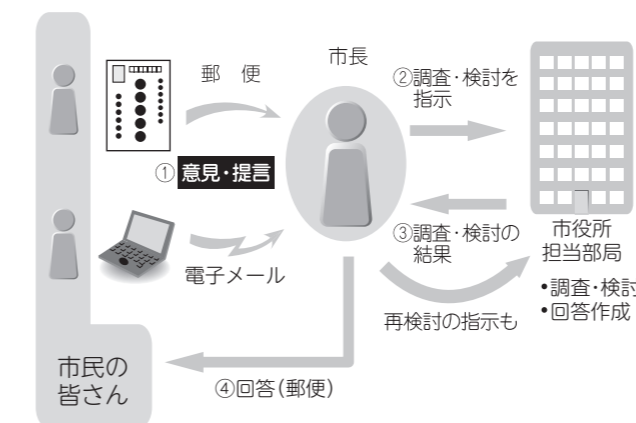 郵 便
市長
②調査・検討を
指示
① 意見・提言
③調査・検討の
結果
市役所
担当部局
電子メール
•調査・検討
•回答作成
再検討の指示も
市民の
皆さん
④回答(郵便)